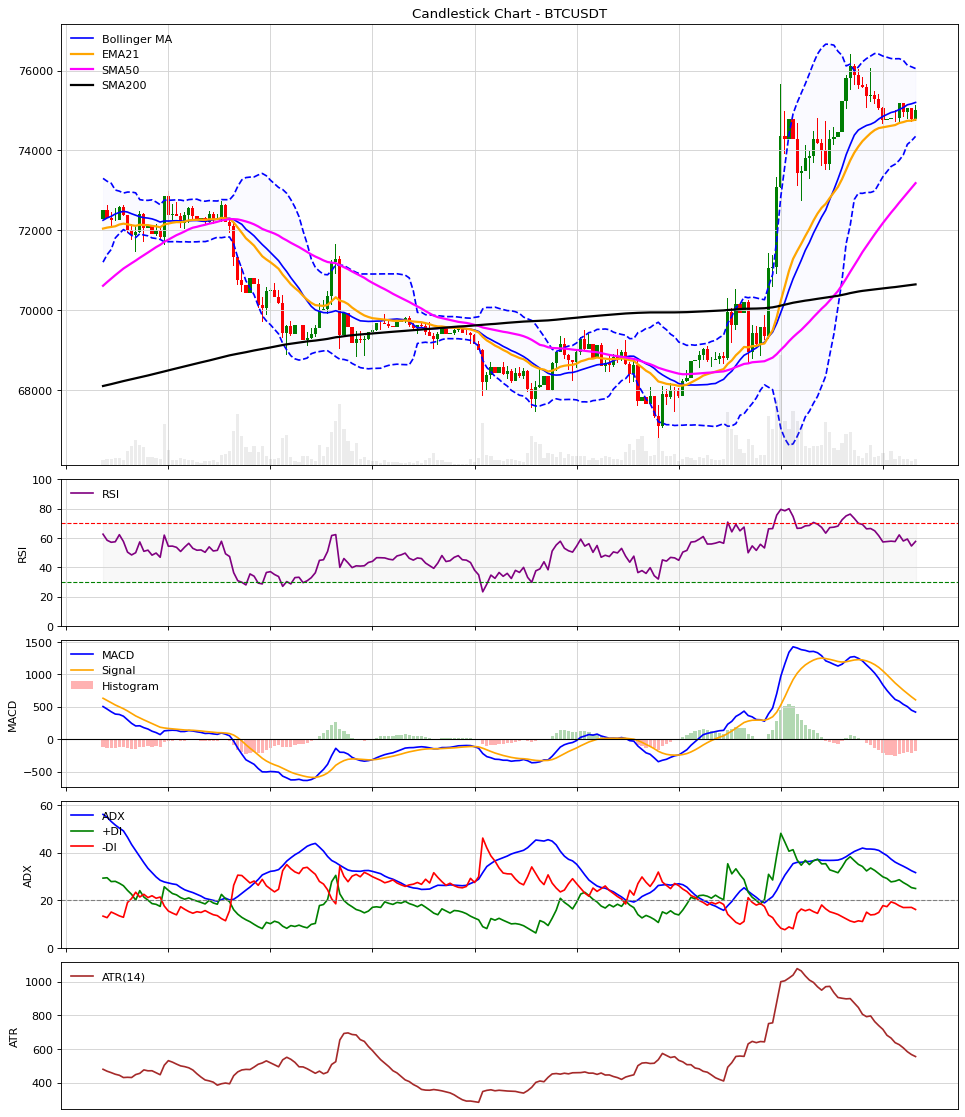 Candlestick Chart - BTCUSDT
Bollinger MA
EMA21
SMA50
SMA200
76000
74000
72000
70000
68000
RSI
RSI
100
80
60
40
20
0
MACD
Signal
Histogram
MACD
1500
1000
500
0
−500
ADX
+DI
-DI
ADX
60
40
20
0
ATR(14)
ATR
1000
800
600
400